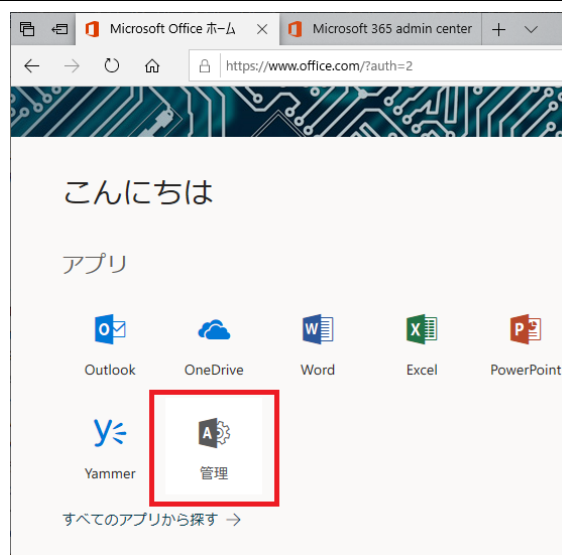 Microsoft Office ホーム
Microsoft 365 admin center
https://www.office.com/?auth=2
こんにちは
アプリ
Outlook OneDrive Word Excel PowerPoint
Yammer 管理
すべてのアプリから探す →